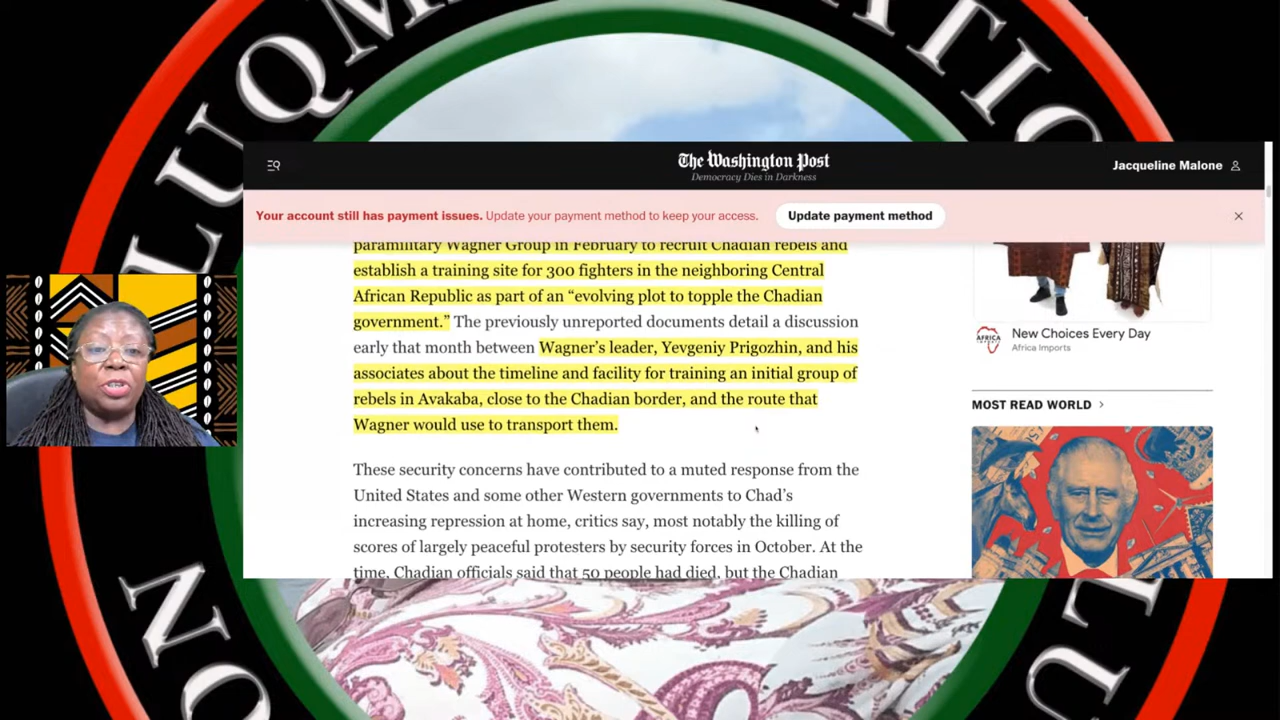 LUQM
ATIO
The Washington Post
Democracy Dies in Darkness
Jacqueline Malone
Your account still has payment issues. Update your payment method to keep your access.
Update payment method
paramilitary Wagner Group in February to recruit Chadian rebels and
establish a training site for 300 fighters in the neighboring Central
African Republic as part of an “evolving plot to topple the Chadian
government.” The previously unreported documents detail a discussion
early that month between Wagner’s leader, Yevgeniy Prigozhin, and his
associates about the timeline and facility for training an initial group of
rebels in Avakaba, close to the Chadian border, and the route that
Wagner would use to transport them.
These security concerns have contributed to a muted response from the
United States and some other Western governments to Chad’s
increasing repression at home, critics say, most notably the killing of
scores of largely peaceful protesters by security forces in October. At the
time, Chadian officials said that 50 people had died, but the Chadian
AFRICA
New Choices Every Day
Africa Imports
MOST READ WORLD